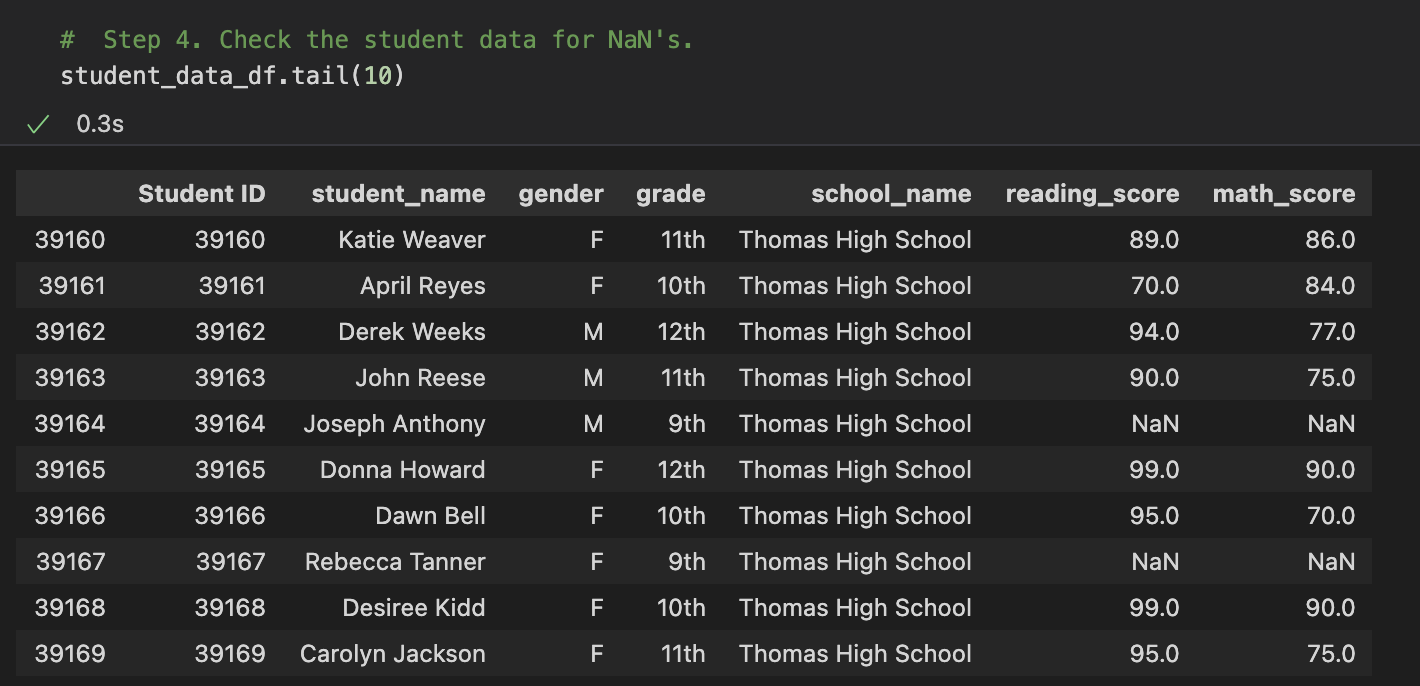 #  Step 4. Check the student data for NaN's.
student_data_df.tail(10)
0.3s
Student ID student_name gender grade school_name reading_score math_score
39160 39160 Katie Weaver F 11th Thomas High School 89.0 86.0
39161 39161 April Reyes F 10th Thomas High School 70.0 84.0
39162 39162 Derek Weeks M 12th Thomas High School 94.0 77.0
39163 39163 John Reese M 11th Thomas High School 90.0 75.0
39164 39164 Joseph Anthony M 9th Thomas High School NaN NaN
39165 39165 Donna Howard F 12th Thomas High School 99.0 90.0
39166 39166 Dawn Bell F 10th Thomas High School 95.0 70.0
39167 39167 Rebecca Tanner F 9th Thomas High School NaN NaN
39168 39168 Desiree Kidd F 10th Thomas High School 99.0 90.0
39169 39169 Carolyn Jackson F 11th Thomas High School 95.0 75.0